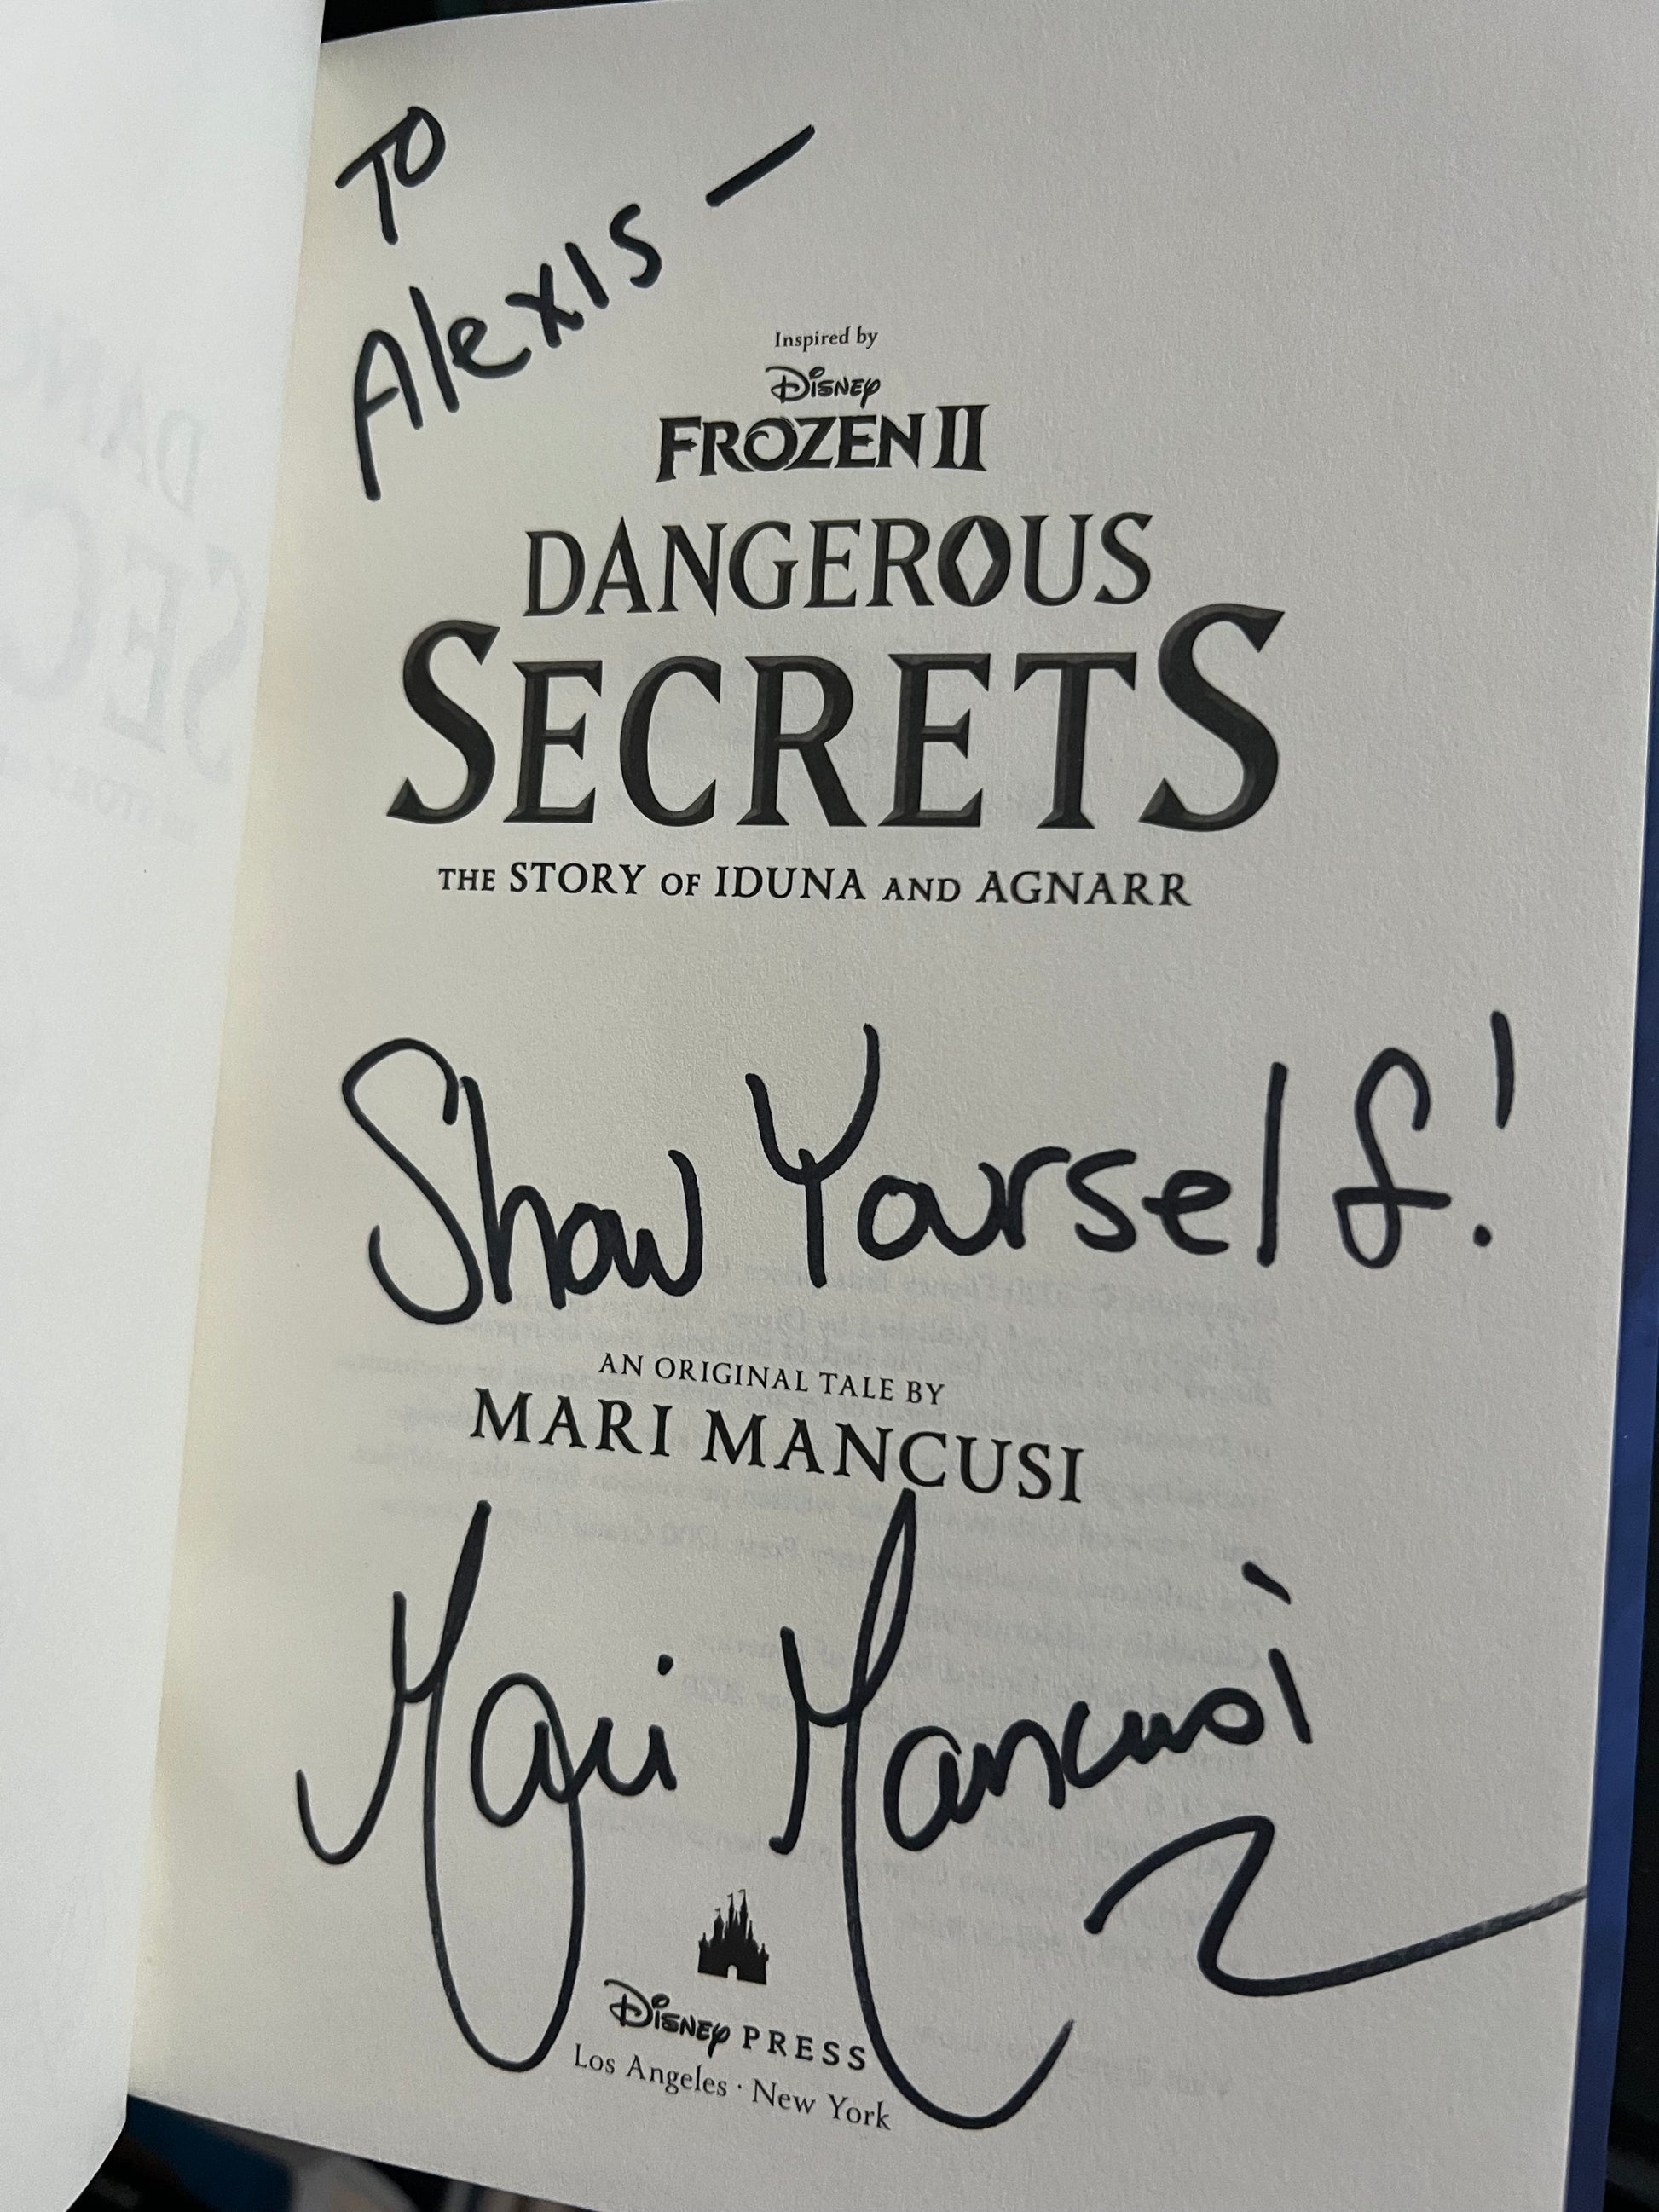 TO
Alexis —
Inspired by
Disney
FROZEN II
DANGEROUS
SECRETS
THE STORY OF IDUNA AND AGNARR
Show Yourself!
AN ORIGINAL TALE BY
MARI MANCUSI
Mari Mancusi
Disney PRESS
Los Angeles · New York